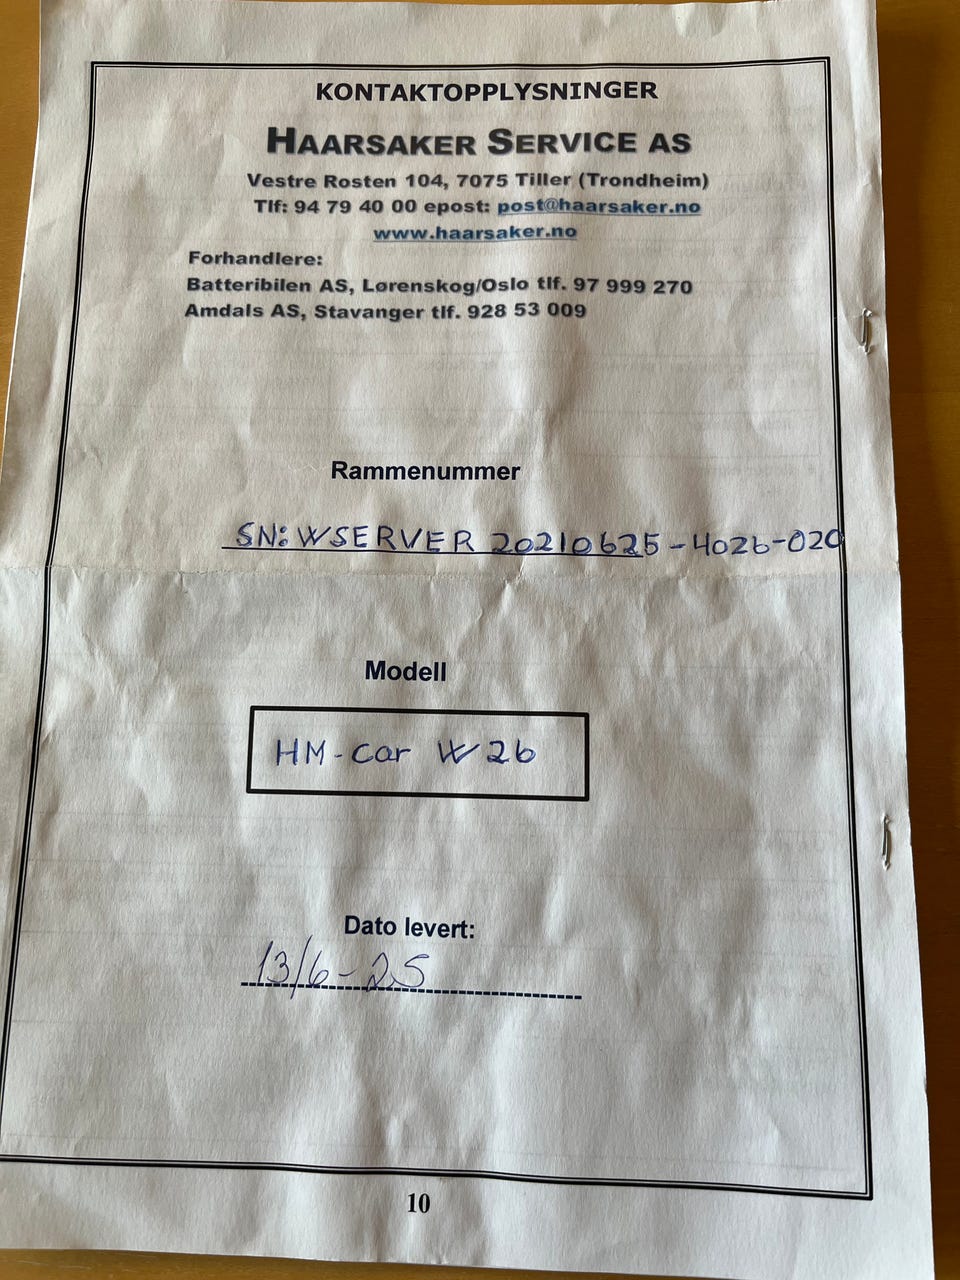 KONTAKTOPPLYSNINGER
HAARSAKER SERVICE AS
Vestre Rosten 104, 7075 Tiller (Trondheim)
Tlf: 94 79 40 00 epost: post@haarsaker.no
www.haarsaker.no
Forhandlere:
Batteribilen AS, Lørenskog/Oslo tlf. 97 999 270
Amdals AS, Stavanger tlf. 928 53 009
Rammenummer
SN: WSERVER 20210625-4026-020
Modell
HM-car W26
Dato levert:
13/6-25
10